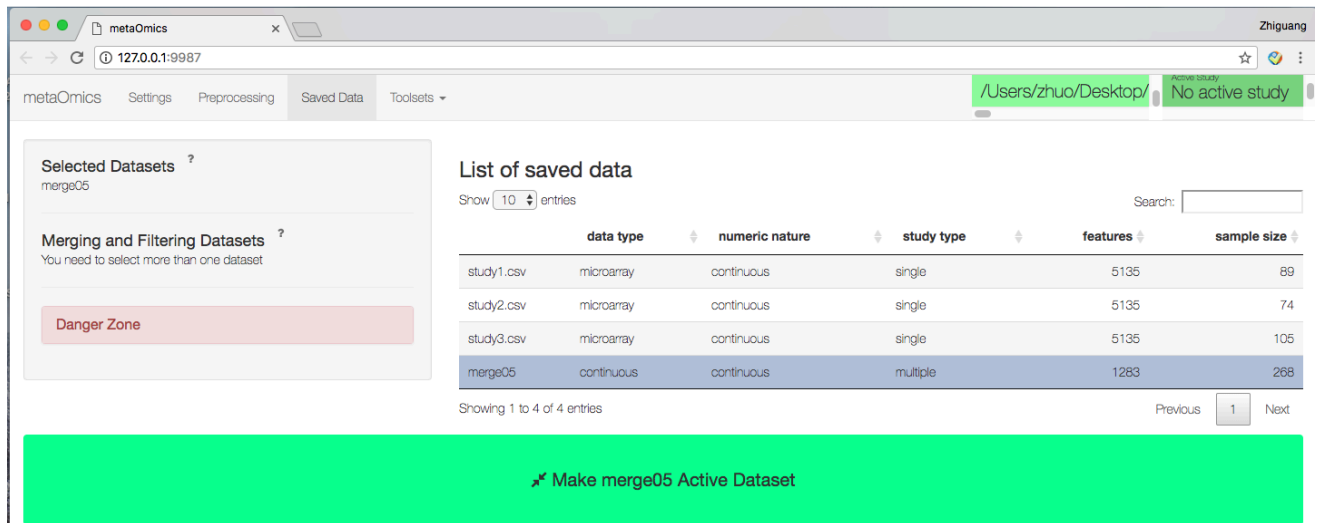 metaOmics
Zhiguang
127.0.0.1:9987
metaOmics Settings Preprocessing Saved Data Toolsets
/Users/zhuo/Desktop/
Active Study
No active study
Selected Datasets ?
merge05
Merging and Filtering Datasets ?
You need to select more than one dataset
Danger Zone
List of saved data
Show 10 entries
Search:
data type numeric nature study type features sample size
study1.csv microarray continuous single 5135 89
study2.csv microarray continuous single 5135 74
study3.csv microarray continuous single 5135 105
merge05 continuous continuous multiple 1283 268
Showing 1 to 4 of 4 entries
Previous 1 Next
Make merge05 Active Dataset